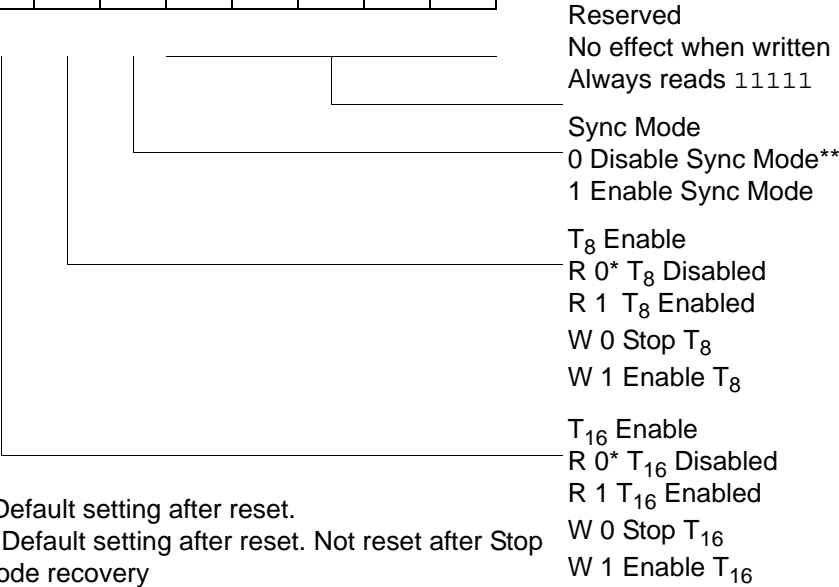 Reserved
No effect when written
Always reads 11111
Sync Mode
0 Disable Sync Mode**
1 Enable Sync Mode
T8 Enable
R 0* T8 Disabled
R 1 T8 Enabled
W 0 Stop T8
W 1 Enable T8
T16 Enable
R 0* T16 Disabled
R 1 T16 Enabled
W 0 Stop T16
W 1 Enable T16
Default setting after reset.
Default setting after reset. Not reset after Stop
ode recovery